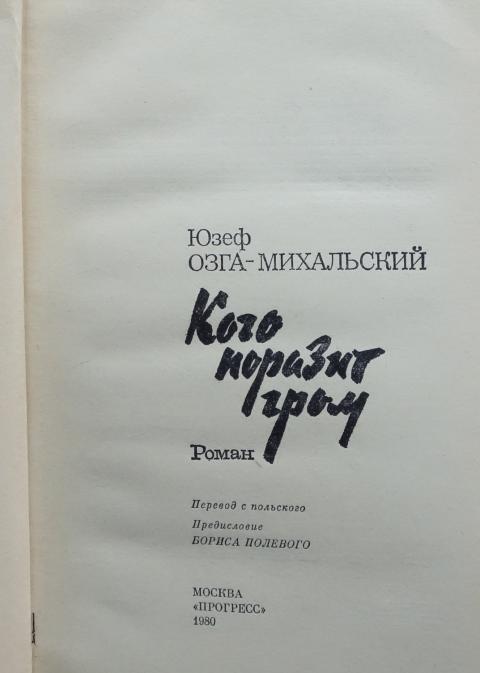 Юзеф
ОЗГА-МИХАЛЬСКИЙ
Кого
поразит
гром
Роман
Перевод с польского
Предисловие
БОРИСА ПОЛЕВОГО
МОСКВА
«ПРОГРЕСС»
1980